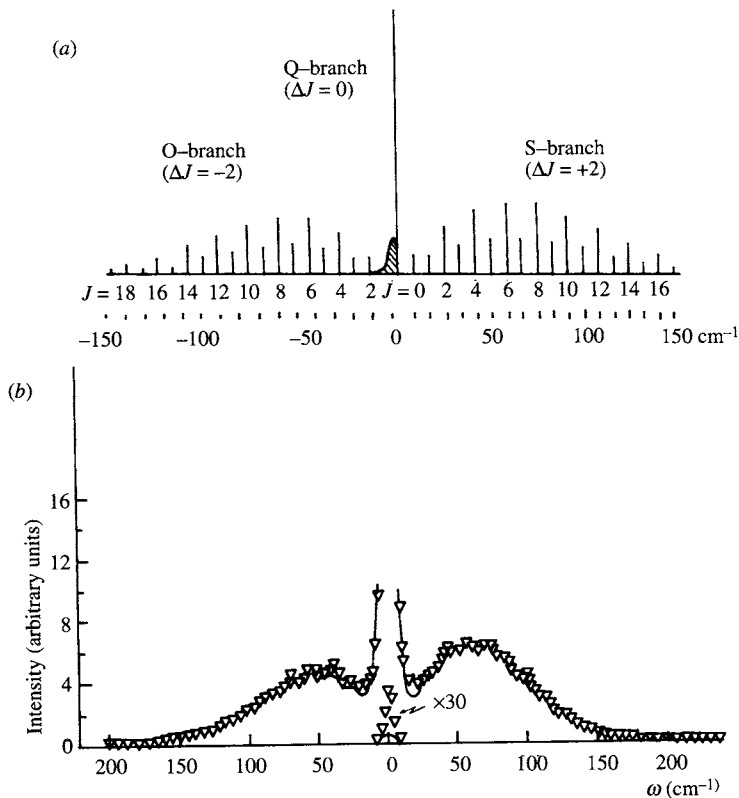 (a)
Q–branch
(ΔJ = 0)
O–branch
(ΔJ = –2)
S–branch
(ΔJ = +2)
J = 18 16 14 12 10 8 6 4 2 J = 0 2 4 6 8 10 12 14 16
–150 –100 –50 0 50 100 150 cm⁻¹
(b)
Intensity (arbitrary units)
16
12
8
4
0
×30
200 150 100 50 0 50 100 150 200
ω (cm⁻¹)